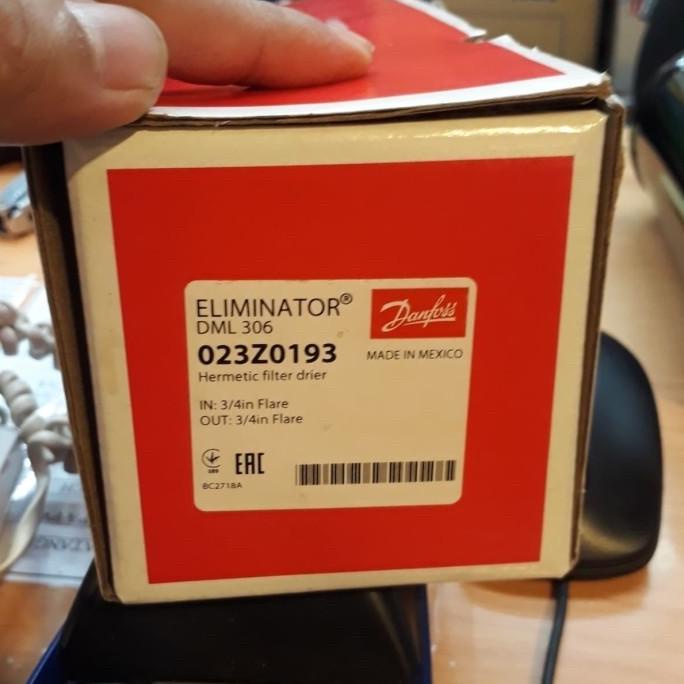 ELIMINATOR®
DML 306
Danfoss
023Z0193
MADE IN MEXICO
Hermetic filter drier
IN: 3/4in Flare
OUT: 3/4in Flare
EAC
BC2718A